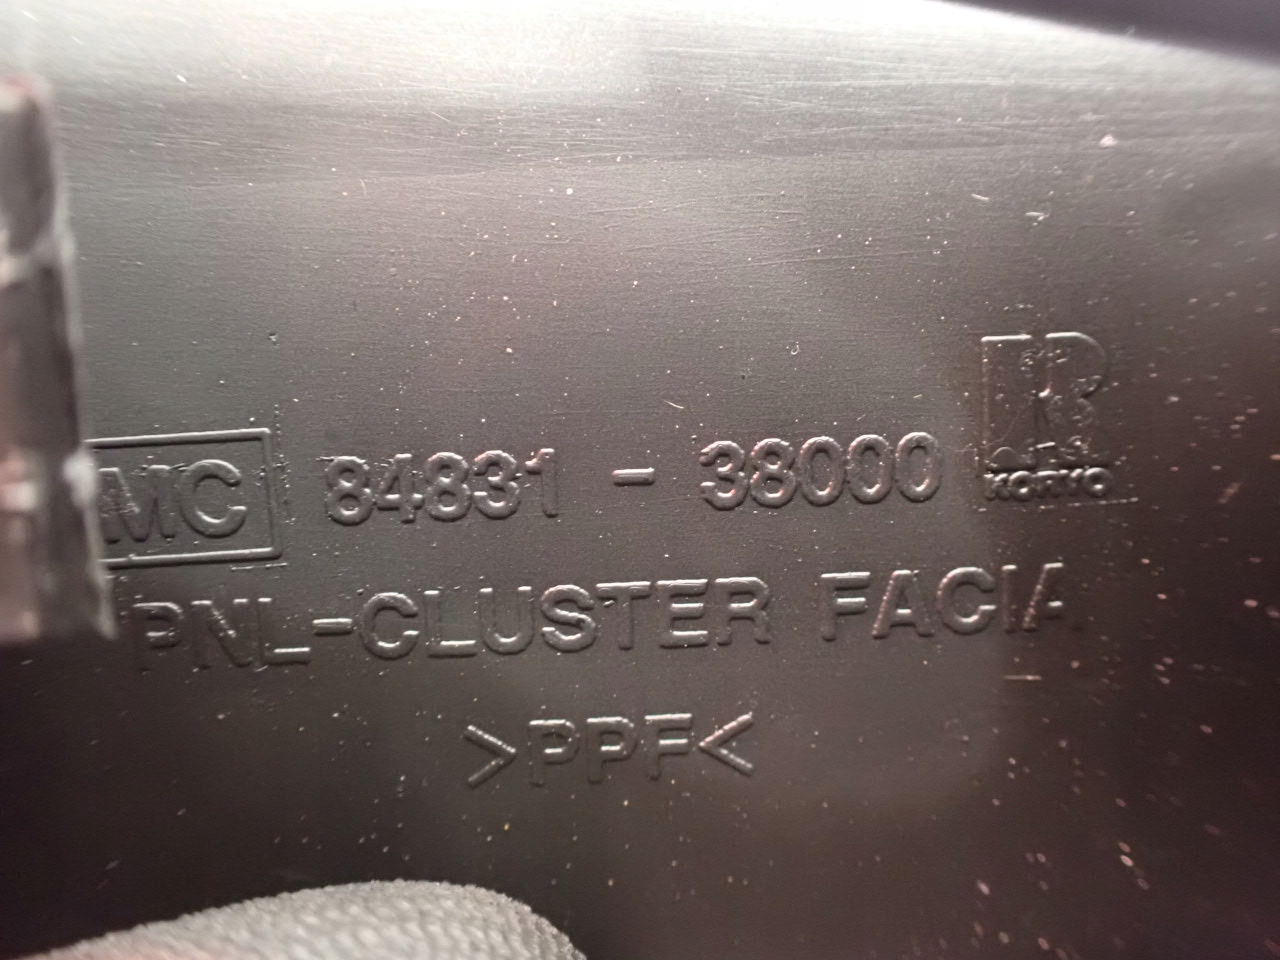 MC 84831 - 38000
KORYO
PNL-CLUSTER FACIA
>PPF<